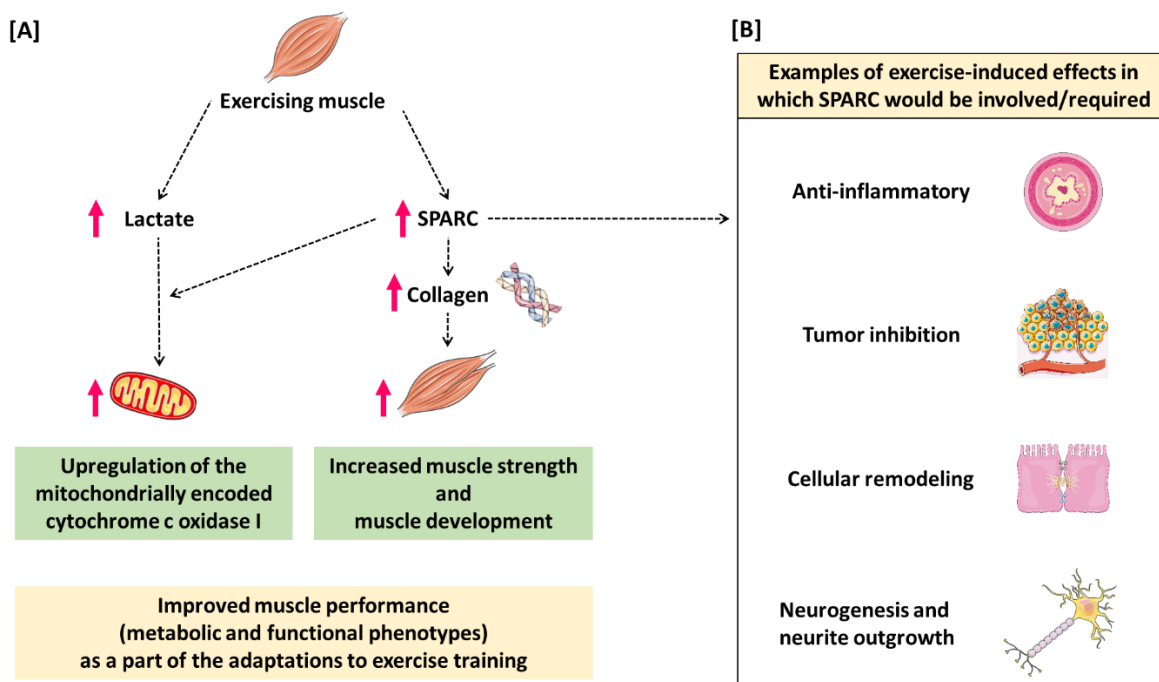 [A]
Exercising muscle
Lactate
SPARC
Collagen
Upregulation of the
mitochondrially encoded
cytochrome c oxidase I
Increased muscle strength
and
muscle development
Improved muscle performance
(metabolic and functional phenotypes)
as a part of the adaptations to exercise training
[B]
Examples of exercise-induced effects in
which SPARC would be involved/required
Anti-inflammatory
Tumor inhibition
Cellular remodeling
Neurogenesis and
neurite outgrowth